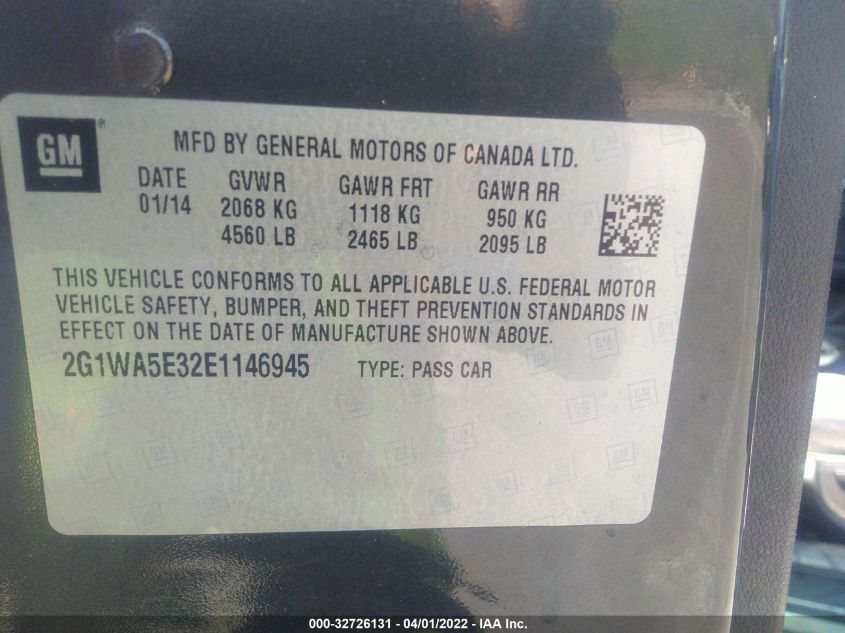 GM ®
MFD BY GENERAL MOTORS OF CANADA LTD.
DATE GVWR GAWR FRT GAWR RR
01/14 2068 KG 1118 KG 950 KG
4560 LB 2465 LB 2095 LB
THIS VEHICLE CONFORMS TO ALL APPLICABLE U.S. FEDERAL MOTOR
VEHICLE SAFETY, BUMPER, AND THEFT PREVENTION STANDARDS IN
EFFECT ON THE DATE OF MANUFACTURE SHOWN ABOVE.
2G1WA5E32E1146945 TYPE: PASS CAR
000-32726131 - 04/01/2022 - IAA Inc.